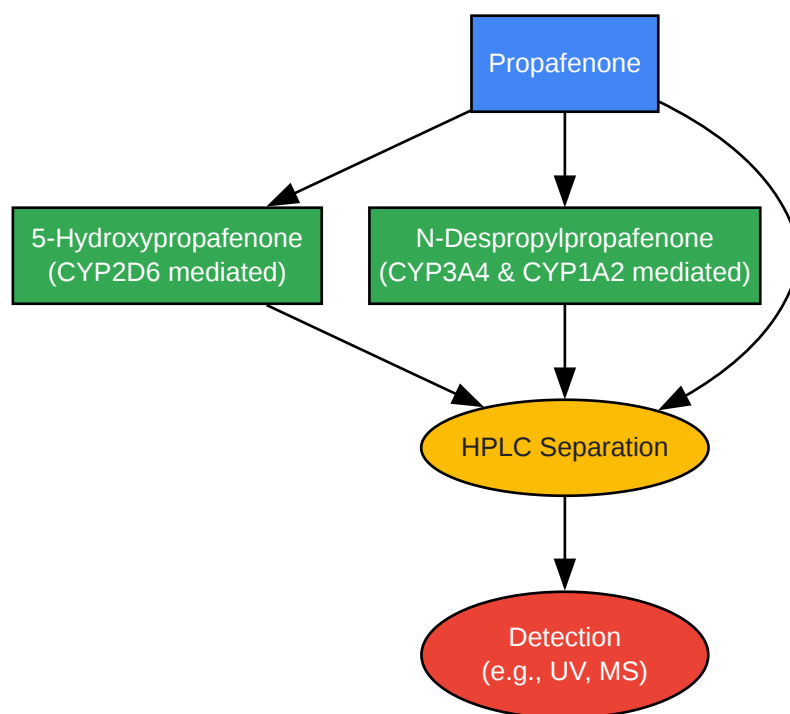 Propafenone
5-Hydroxypropafenone
(CYP2D6 mediated)
N-Despropylpropafenone
(CYP3A4 & CYP1A2 mediated)
HPLC Separation
Detection
(e.g., UV, MS)